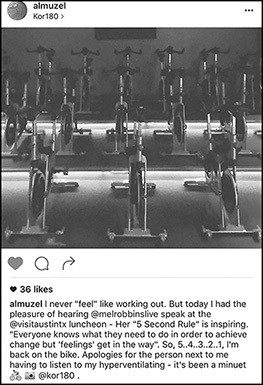 almuzel
Kor180 >
36 likes
almuzel I never "feel" like working out. But today I had the
pleasure of hearing @melrobbinslive speak at the
@visitaustintx luncheon - Her "5 Second Rule" is inspiring.
"Everyone knows what they need to do in order to achieve
change but 'feelings' get in the way". So, 5..4..3..2..1, I'm
back on the bike. Apologies for the person next to me
having to listen to my hyperventilating - it's been a minuet
@kor180 .